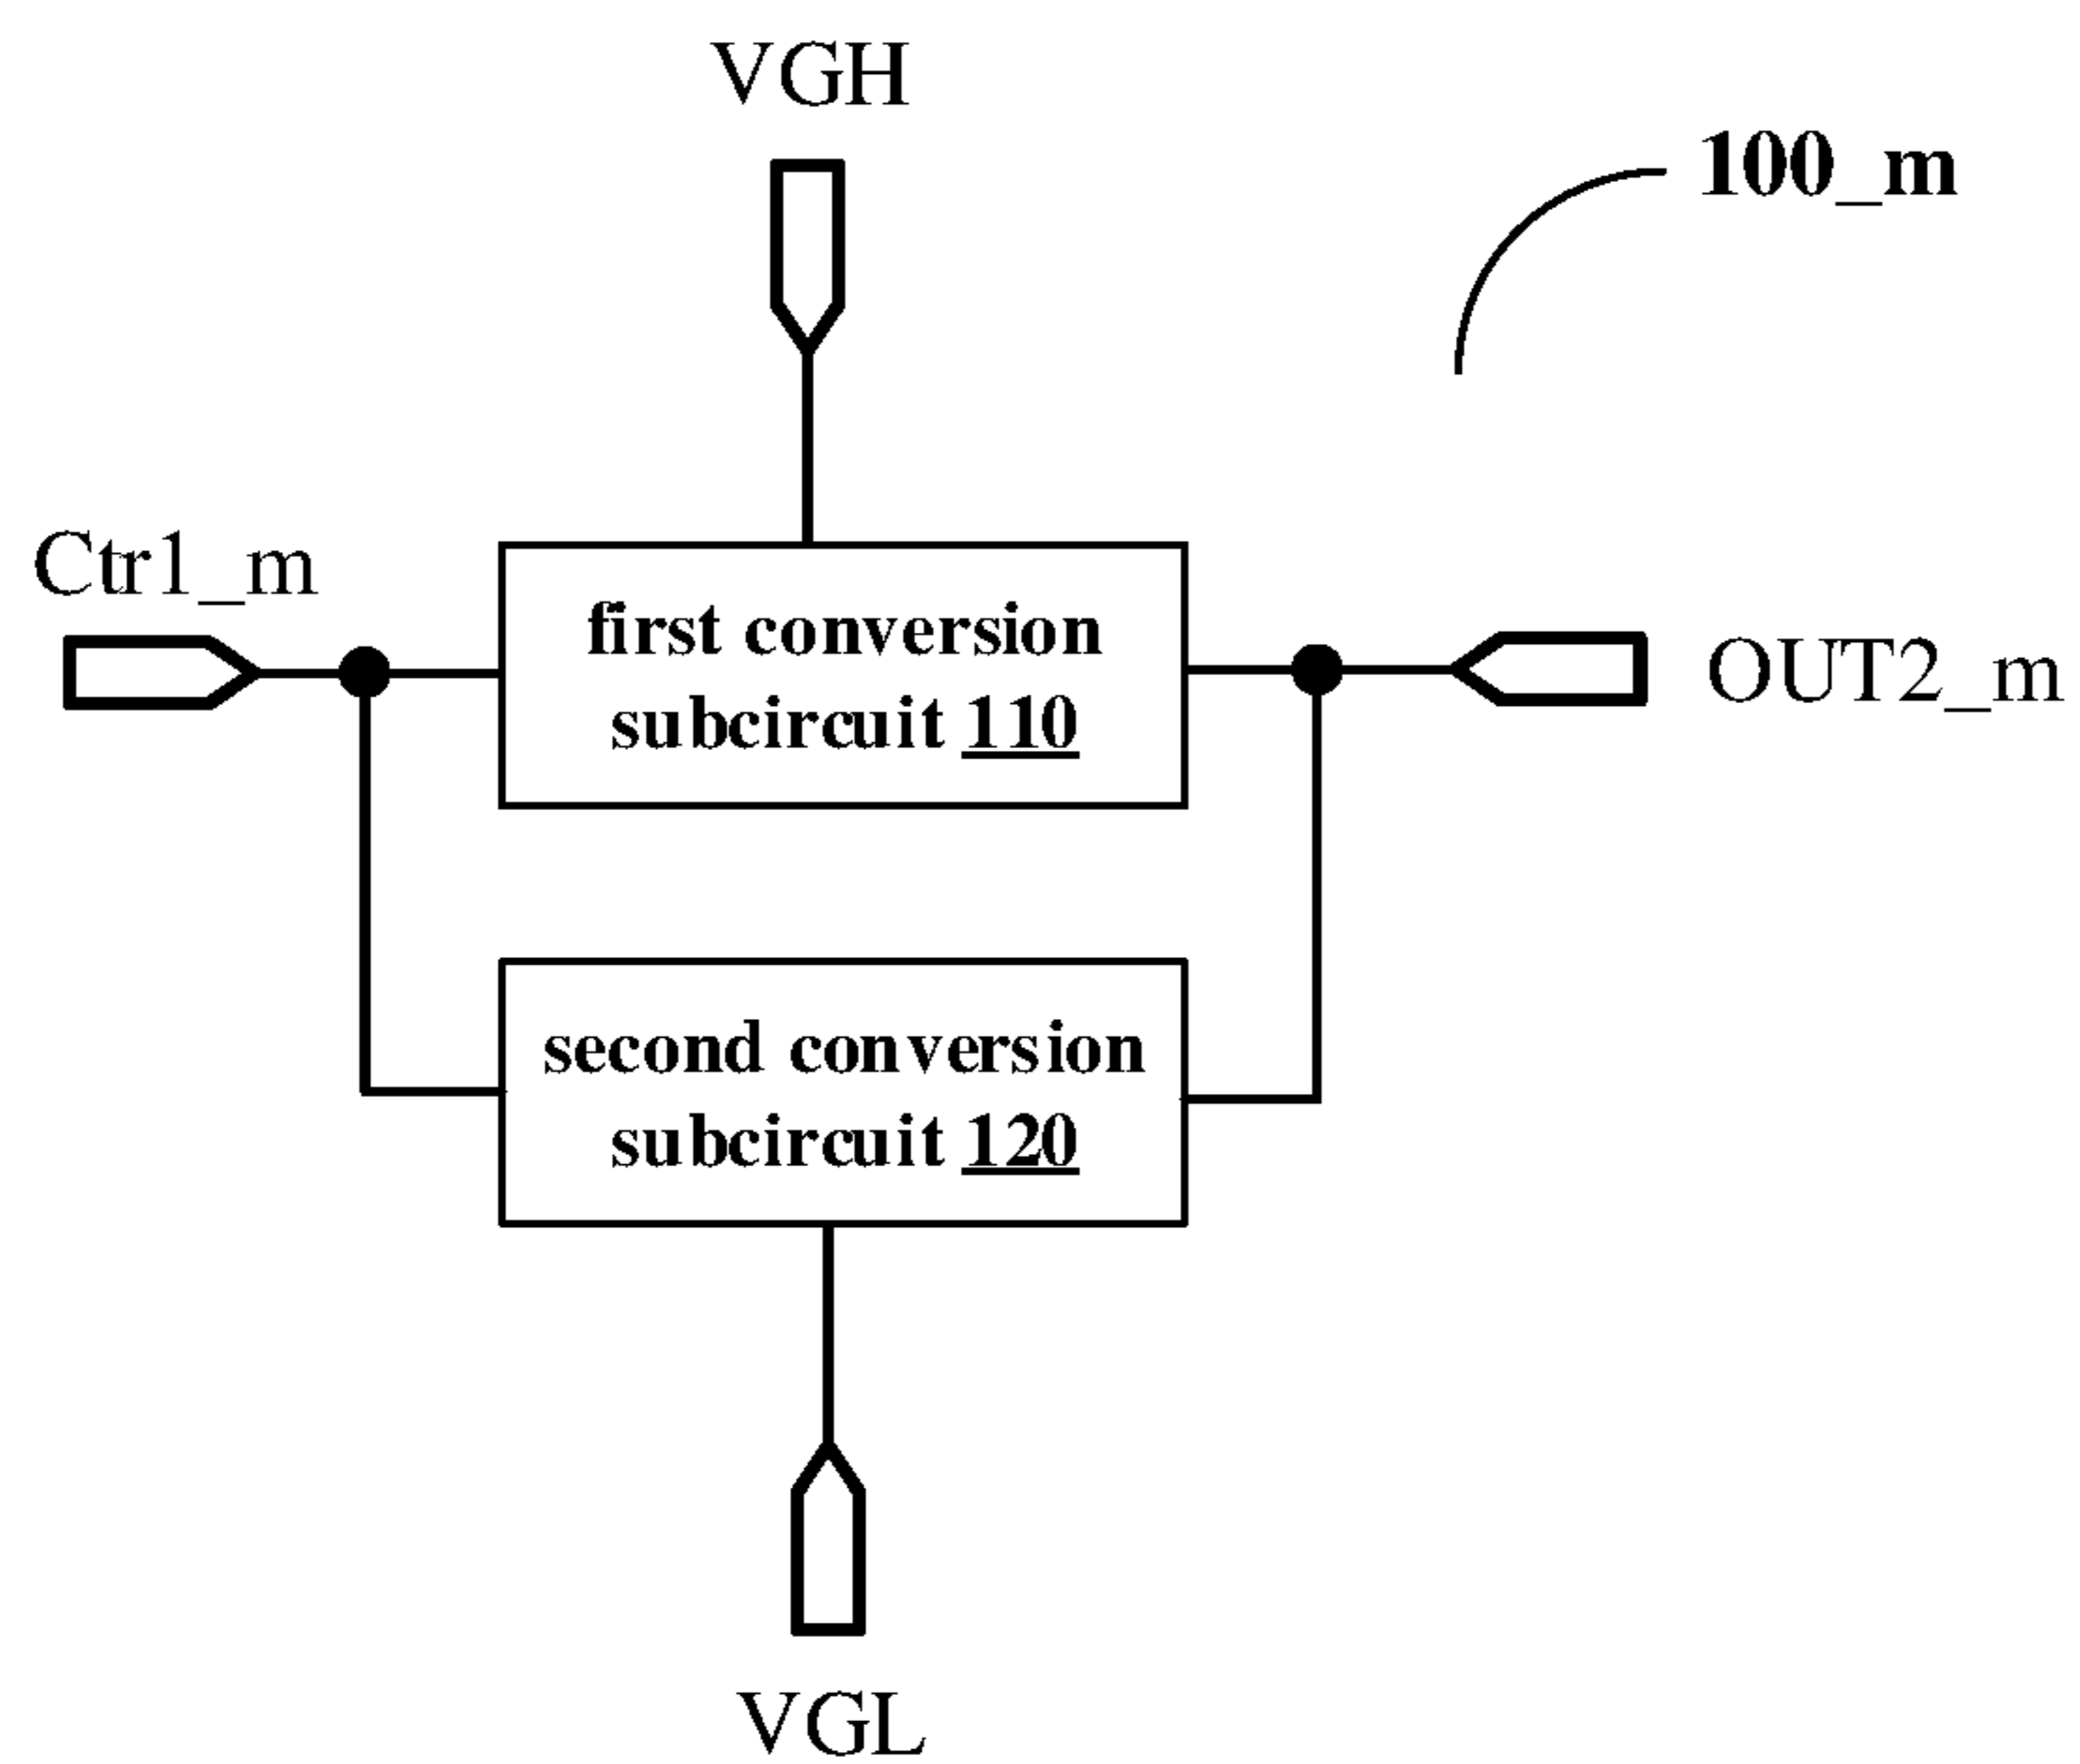 VGH
100_m
Ctr1_m
first conversion
subcircuit 110
OUT2_m
second conversion
subcircuit 120
VGL